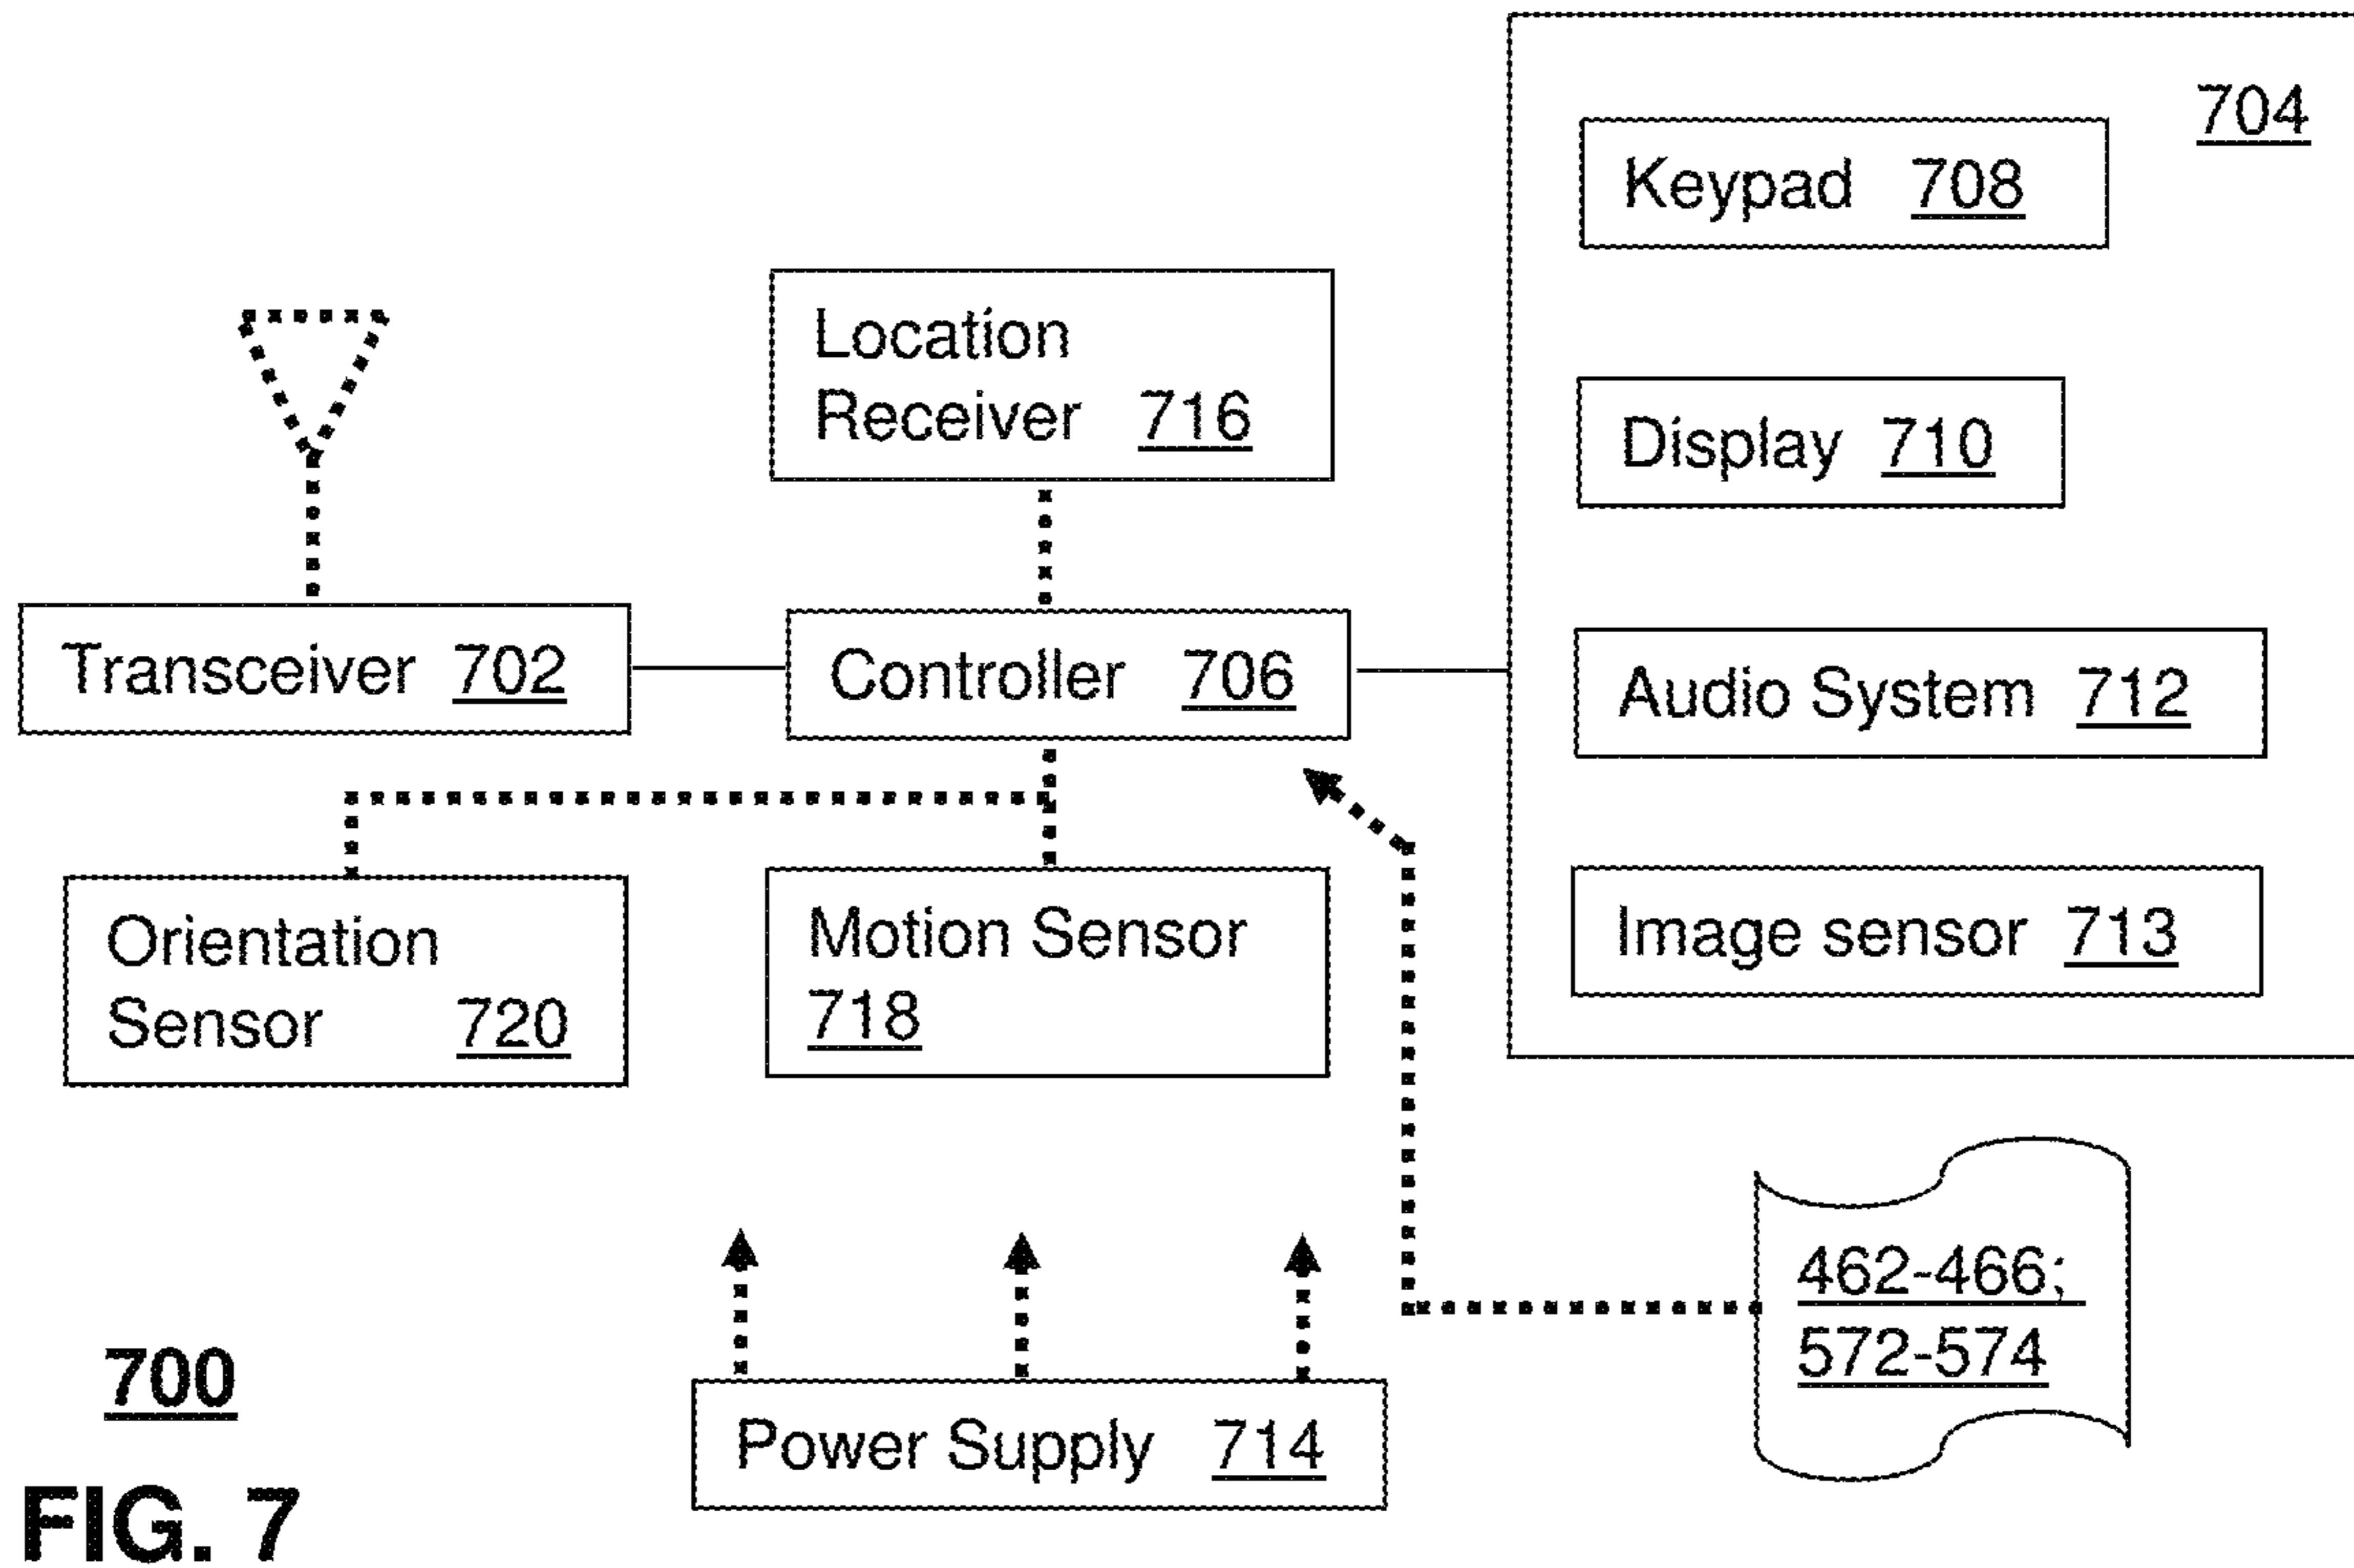 704
Keypad 708
Location
Receiver 716
Display 710
Transceiver 702
Controller 706
Audio System 712
Orientation
Sensor 720
Motion Sensor
718
Image sensor 713
462-466;
572-574
700
Power Supply 714
FIG. 7